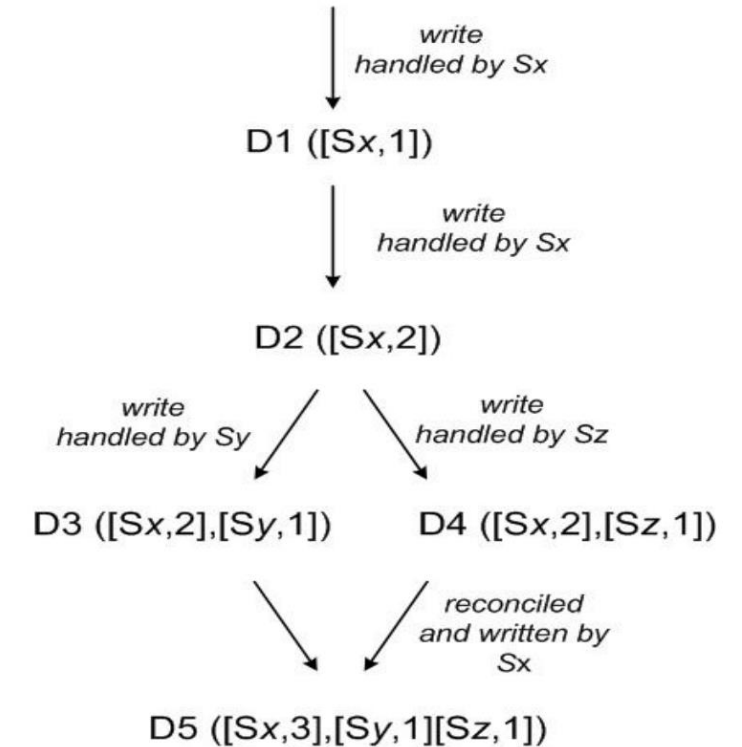 write
handled by Sx
D1 ([Sx,1])
write
handled by Sx
D2 ([Sx,2])
write
handled by Sy
write
handled by Sz
D3 ([Sx,2],[Sy,1])
D4 ([Sx,2],[Sz,1])
reconciled
and written by
Sx
D5 ([Sx,3],[Sy,1][Sz,1])